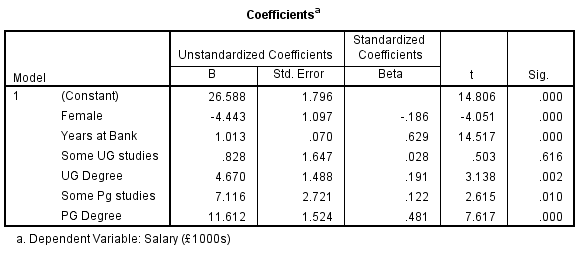 Coefficientsa
Unstandardized Coefficients Standardized Coefficients
Model B Std. Error Beta t Sig.
1 (Constant) 26.588 1.796 14.806 .000
Female -4.443 1.097 -.186 -4.051 .000
Years at Bank 1.013 .070 .629 14.517 .000
Some UG studies .828 1.647 .028 .503 .616
UG Degree 4.670 1.488 .191 3.138 .002
Some Pg studies 7.116 2.721 .122 2.615 .010
PG Degree 11.612 1.524 .481 7.617 .000
a. Dependent Variable: Salary (£1000s)